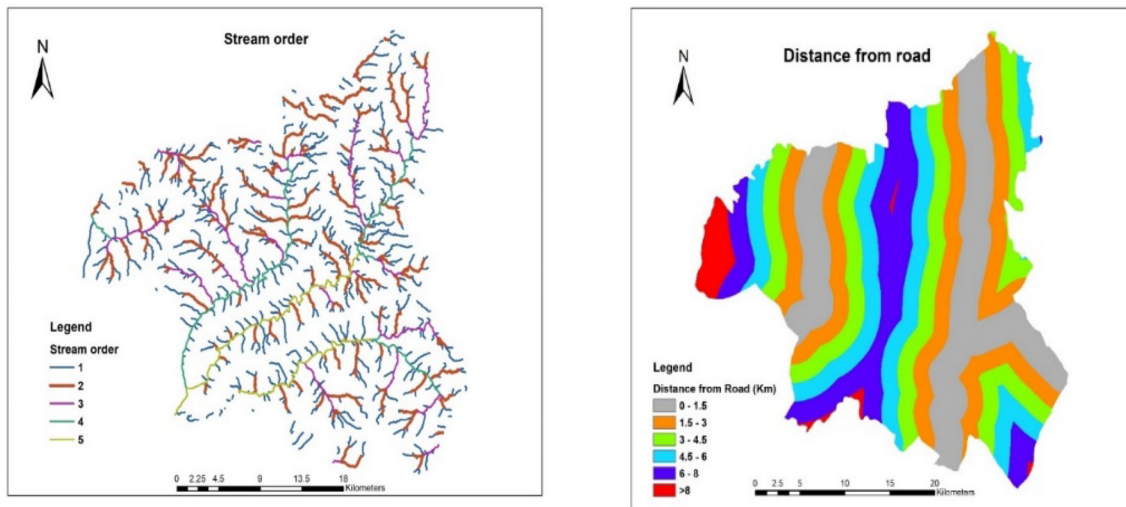 Stream order
N
Legend
Stream order
1
2
3
4
5
0 2.25 4.5 9 13.5 18
Kilometers
Distance from road
N
Legend
Distance from Road (Km)
0 - 1.5
1.5 - 3
3 - 4.5
4.5 - 6
6 - 8
>8
0 2.5 5 10 15 20
Kilometers